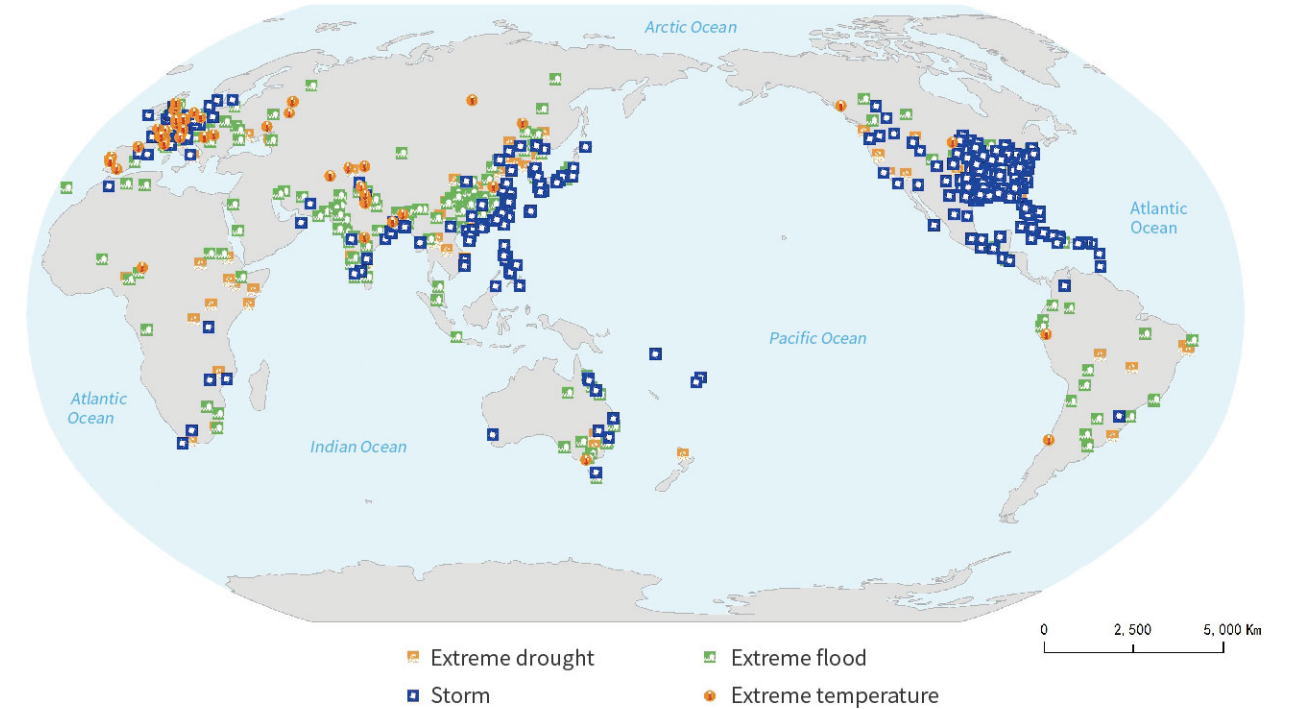 Arctic Ocean
Atlantic
Ocean
Pacific Ocean
Atlantic
Ocean
Indian Ocean
0 2,500 5,000 Km
Extreme drought Extreme flood
Storm Extreme temperature